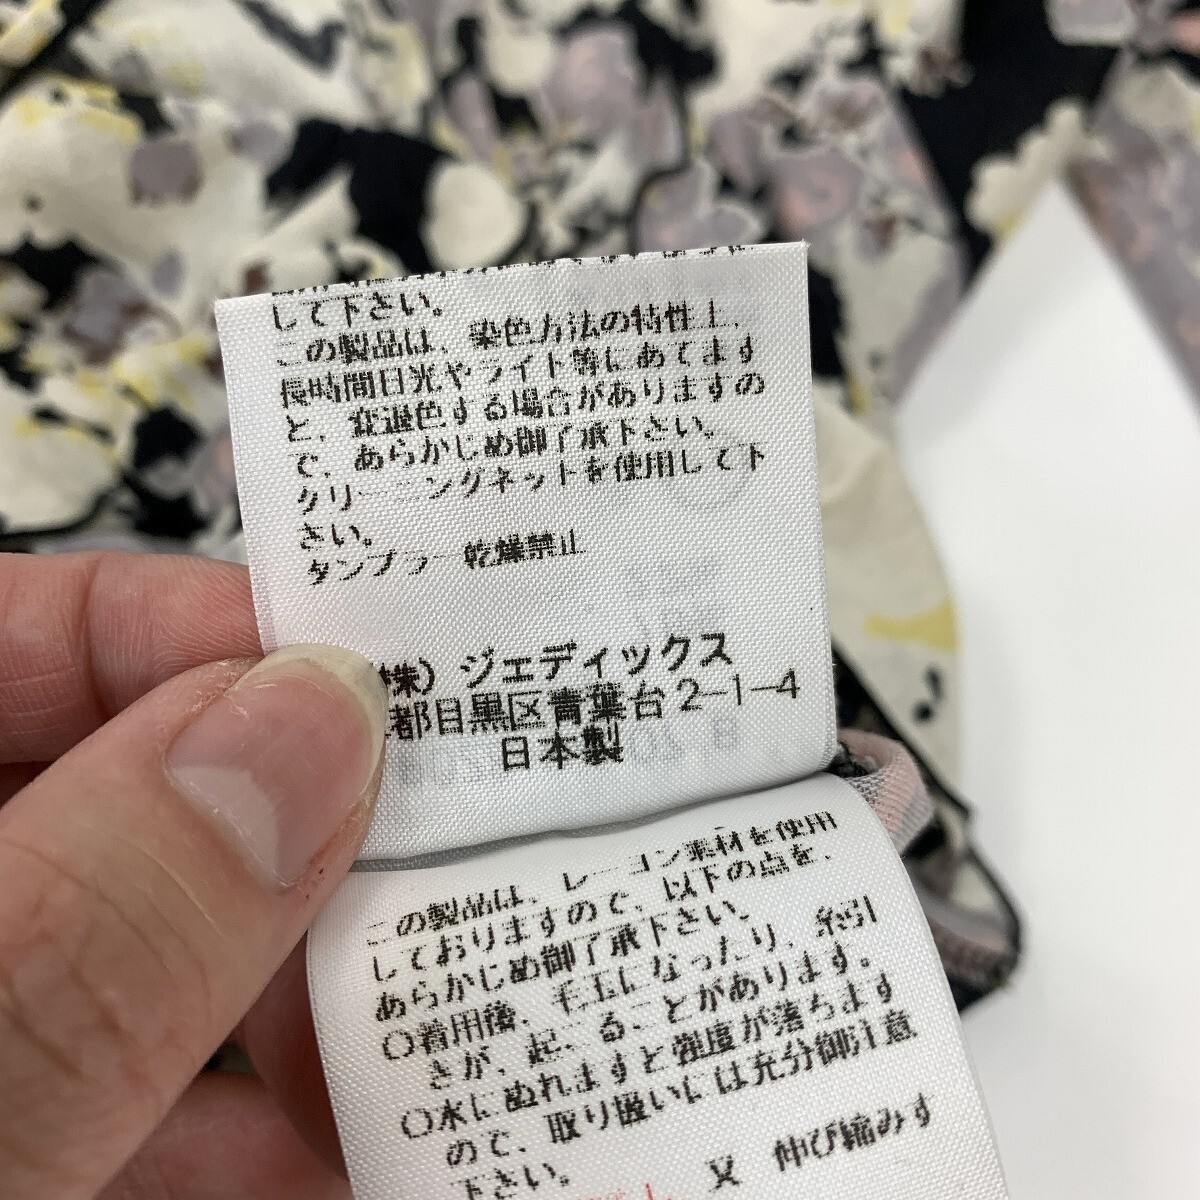 して下さい。
この製品は、染色方法の特性上、
長時間日光やライト等にあてます
と、変退色する場合がありますの
で、あらかじめ御了承下さい。
クリーニングネットを使用して下
さい。
タンブラー乾燥禁止
株）ジェディックス
都目黒区青葉台2-1-4
日本製
この製品は、レーヨン素材を使用
しておりますので、以下の点を、
あらかじめ御了承下さい。
○着用後、毛玉になったり、糸引
きが、起こることがあります。
○水にぬれますと強度が落ちます
ので、取り扱いには充分御注意
下さい。
又 伸び縮みす